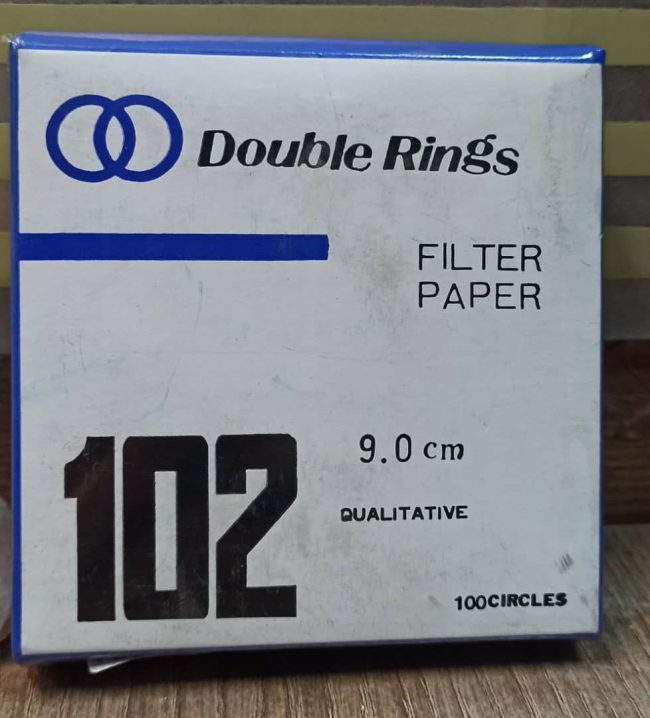 Double Rings
FILTER
PAPER
102
9.0 cm
QUALITATIVE
100CIRCLES